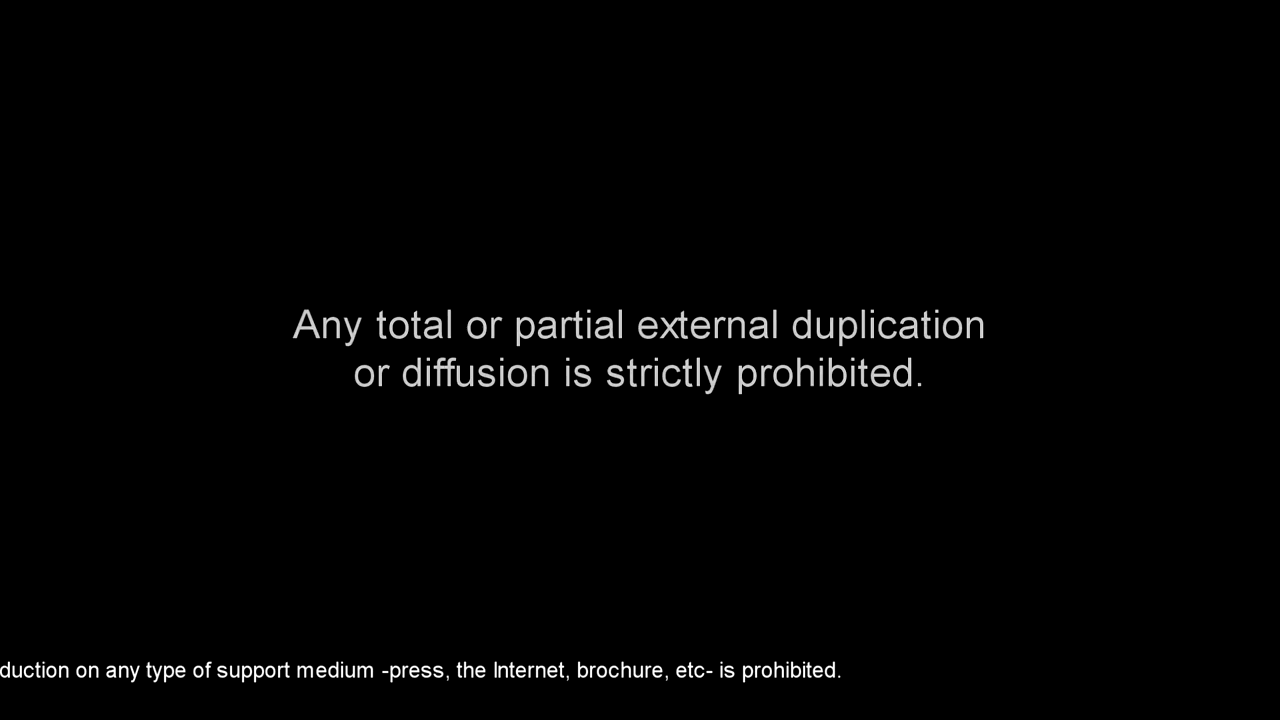 Any total or partial external duplication
or diffusion is strictly prohibited.
duction on any type of support medium -press, the Internet, brochure, etc- is prohibited.